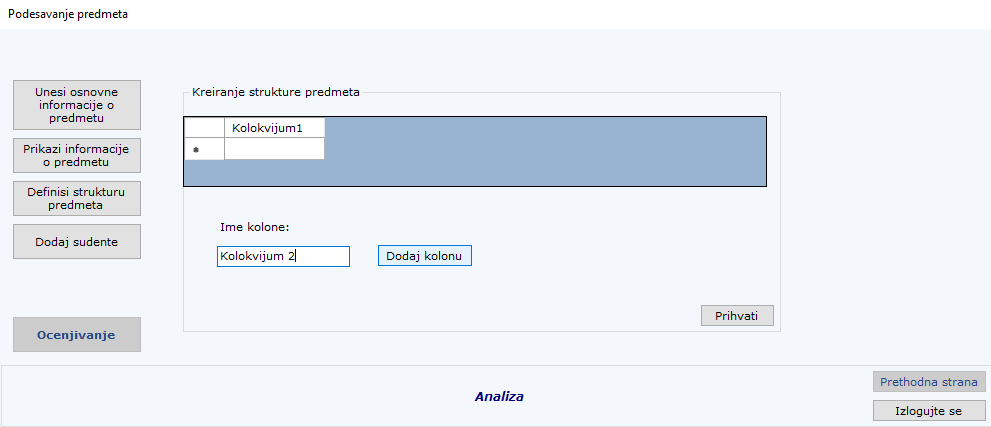 Podesavanje predmeta
Unesi osnovne
informacije o
predmetu
Prikazi informacije
o predmetu
Definisi strukturu
predmeta
Dodaj sudente
Ocenjivanje
Kreiranje strukture predmeta
Kolokvijum1
*
Ime kolone:
Kolokvijum 2
Dodaj kolonu
Prihvati
Analiza
Prethodna strana
Izlogujte se